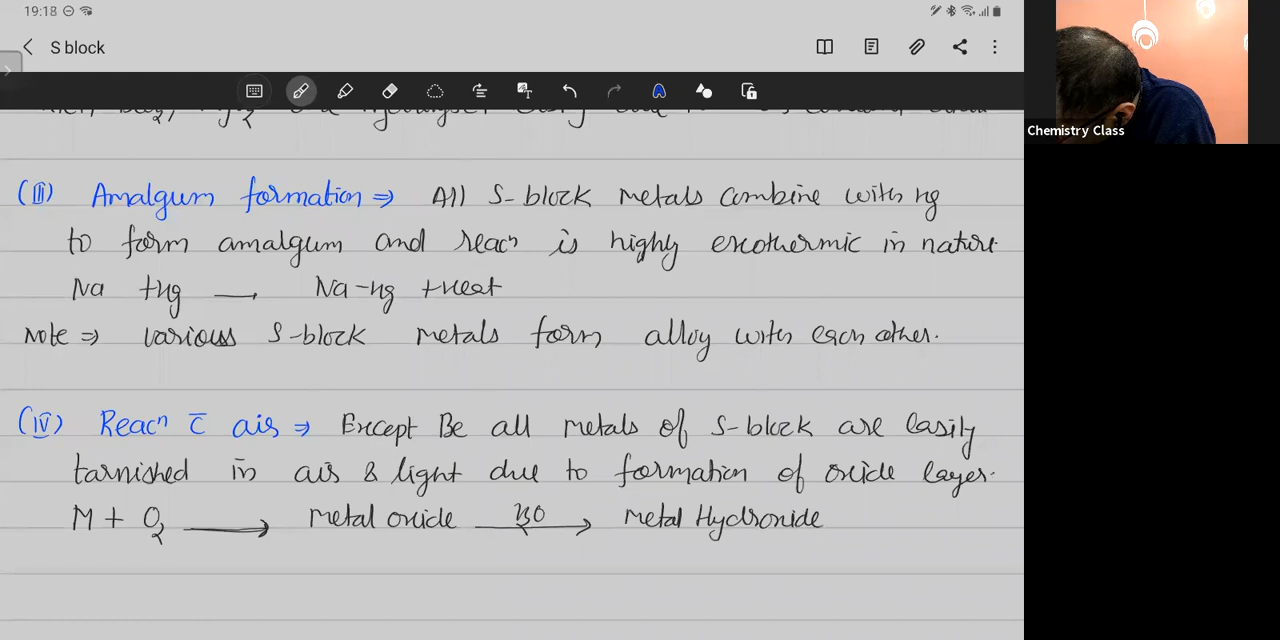 19:18
S block
Chemistry Class
(III) Amalgum formation ⇒ All S-block metals combine with Hg
to form amalgum and reacn is highly exothermic in nature.
Na + Hg → Na-Hg + Heat
Note ⇒ various S-block metals form alloy with each other.
(IV) Reacn c̄ air ⇒ Except Be all metals of S-block are easily
tarnished in air & light due to formation of oxide layer.
M + O2 → Metal oxide H2O → Metal Hydroxide